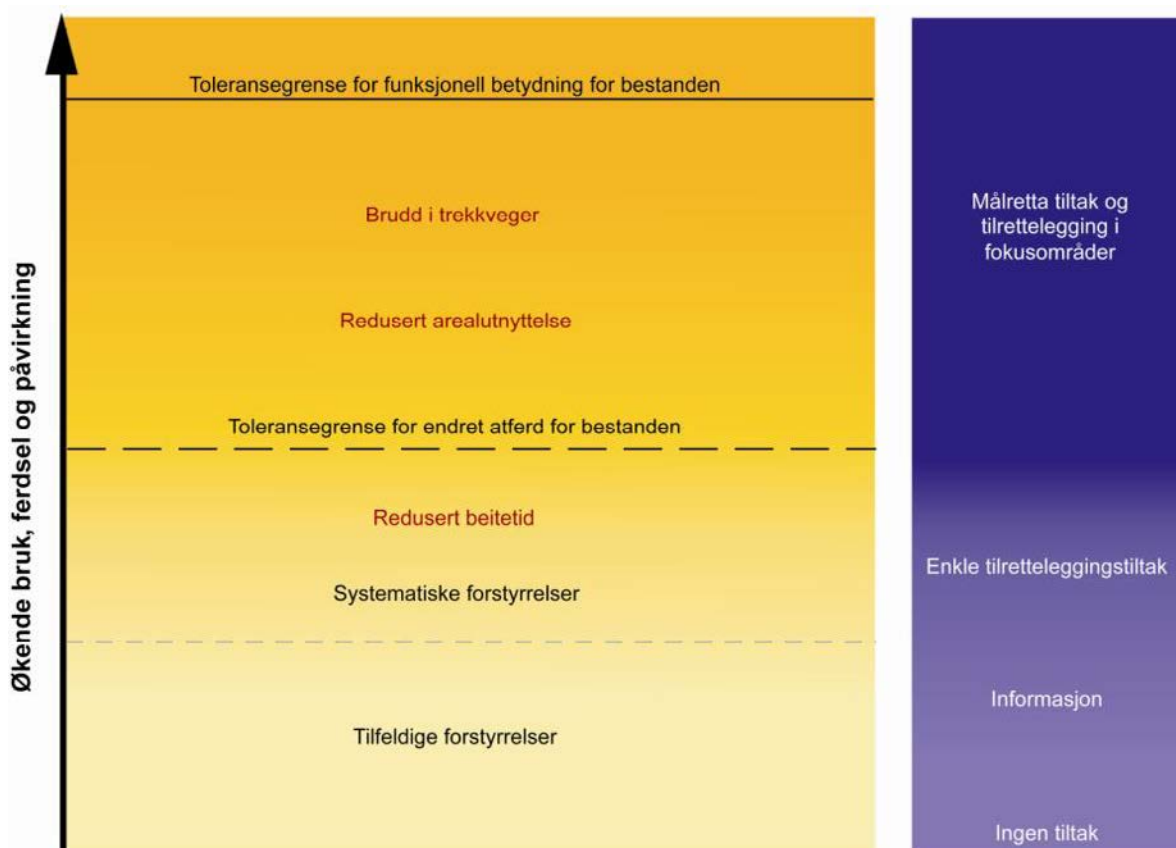 Økende bruk, ferdsel og påvirkning
Toleransegrense for funksjonell betydning for bestanden
Brudd i trekkveger
Redusert arealutnyttelse
Toleransegrense for endret atferd for bestanden
Redusert beitetid
Systematiske forstyrrelser
Tilfeldige forstyrrelser
Målretta tiltak og
tilrettelegging i
fokusområder
Enkle tilretteleggingstiltak
Informasjon
Ingen tiltak